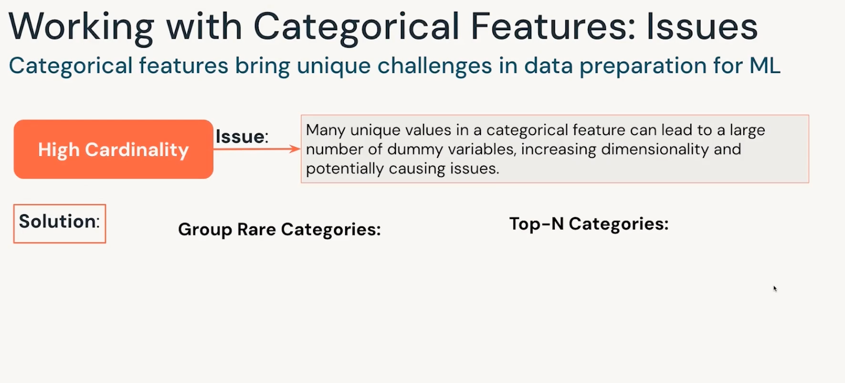 Working with Categorical Features: Issues
Categorical features bring unique challenges in data preparation for ML
High Cardinality
Issue:
Many unique values in a categorical feature can lead to a large
number of dummy variables, increasing dimensionality and
potentially causing issues.
Solution:
Group Rare Categories:
Top-N Categories: